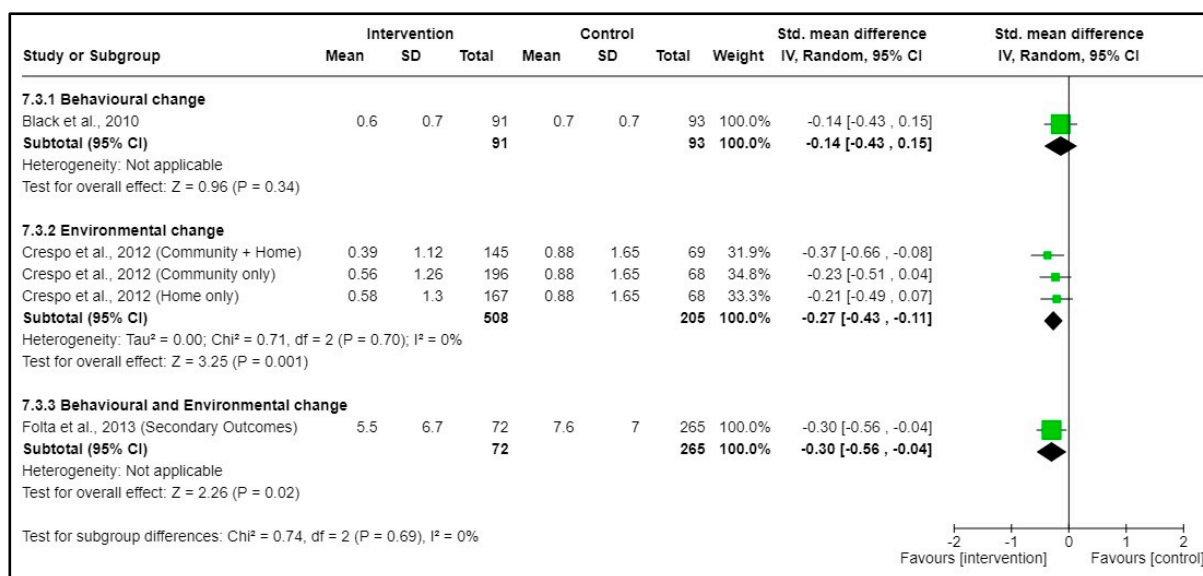 Intervention Control Std. mean difference Std. mean difference
Study or Subgroup Mean SD Total Mean SD Total Weight IV, Random, 95% CI IV, Random, 95% CI
7.3.1 Behavioural change
Black et al., 2010 0.6 0.7 91 0.7 0.7 93 100.0% -0.14 [-0.43 , 0.15]
Subtotal (95% CI) 91 93 100.0% -0.14 [-0.43 , 0.15]
Heterogeneity: Not applicable
Test for overall effect: Z = 0.96 (P = 0.34)
7.3.2 Environmental change
Crespo et al., 2012 (Community + Home) 0.39 1.12 145 0.88 1.65 69 31.9% -0.37 [-0.66 , -0.08]
Crespo et al., 2012 (Community only) 0.56 1.26 196 0.88 1.65 68 34.8% -0.23 [-0.51 , 0.04]
Crespo et al., 2012 (Home only) 0.58 1.3 167 0.88 1.65 68 33.3% -0.21 [-0.49 , 0.07]
Subtotal (95% CI) 508 205 100.0% -0.27 [-0.43 , -0.11]
Heterogeneity: Tau² = 0.00; Chi² = 0.71, df = 2 (P = 0.70); I² = 0%
Test for overall effect: Z = 3.25 (P = 0.001)
7.3.3 Behavioural and Environmental change
Folta et al., 2013 (Secondary Outcomes) 5.5 6.7 72 7.6 7 265 100.0% -0.30 [-0.56 , -0.04]
Subtotal (95% CI) 72 265 100.0% -0.30 [-0.56 , -0.04]
Heterogeneity: Not applicable
Test for overall effect: Z = 2.26 (P = 0.02)
Test for subgroup differences: Chi² = 0.74, df = 2 (P = 0.69), I² = 0%
-2 -1 0 1 2
Favours [intervention] Favours [control]